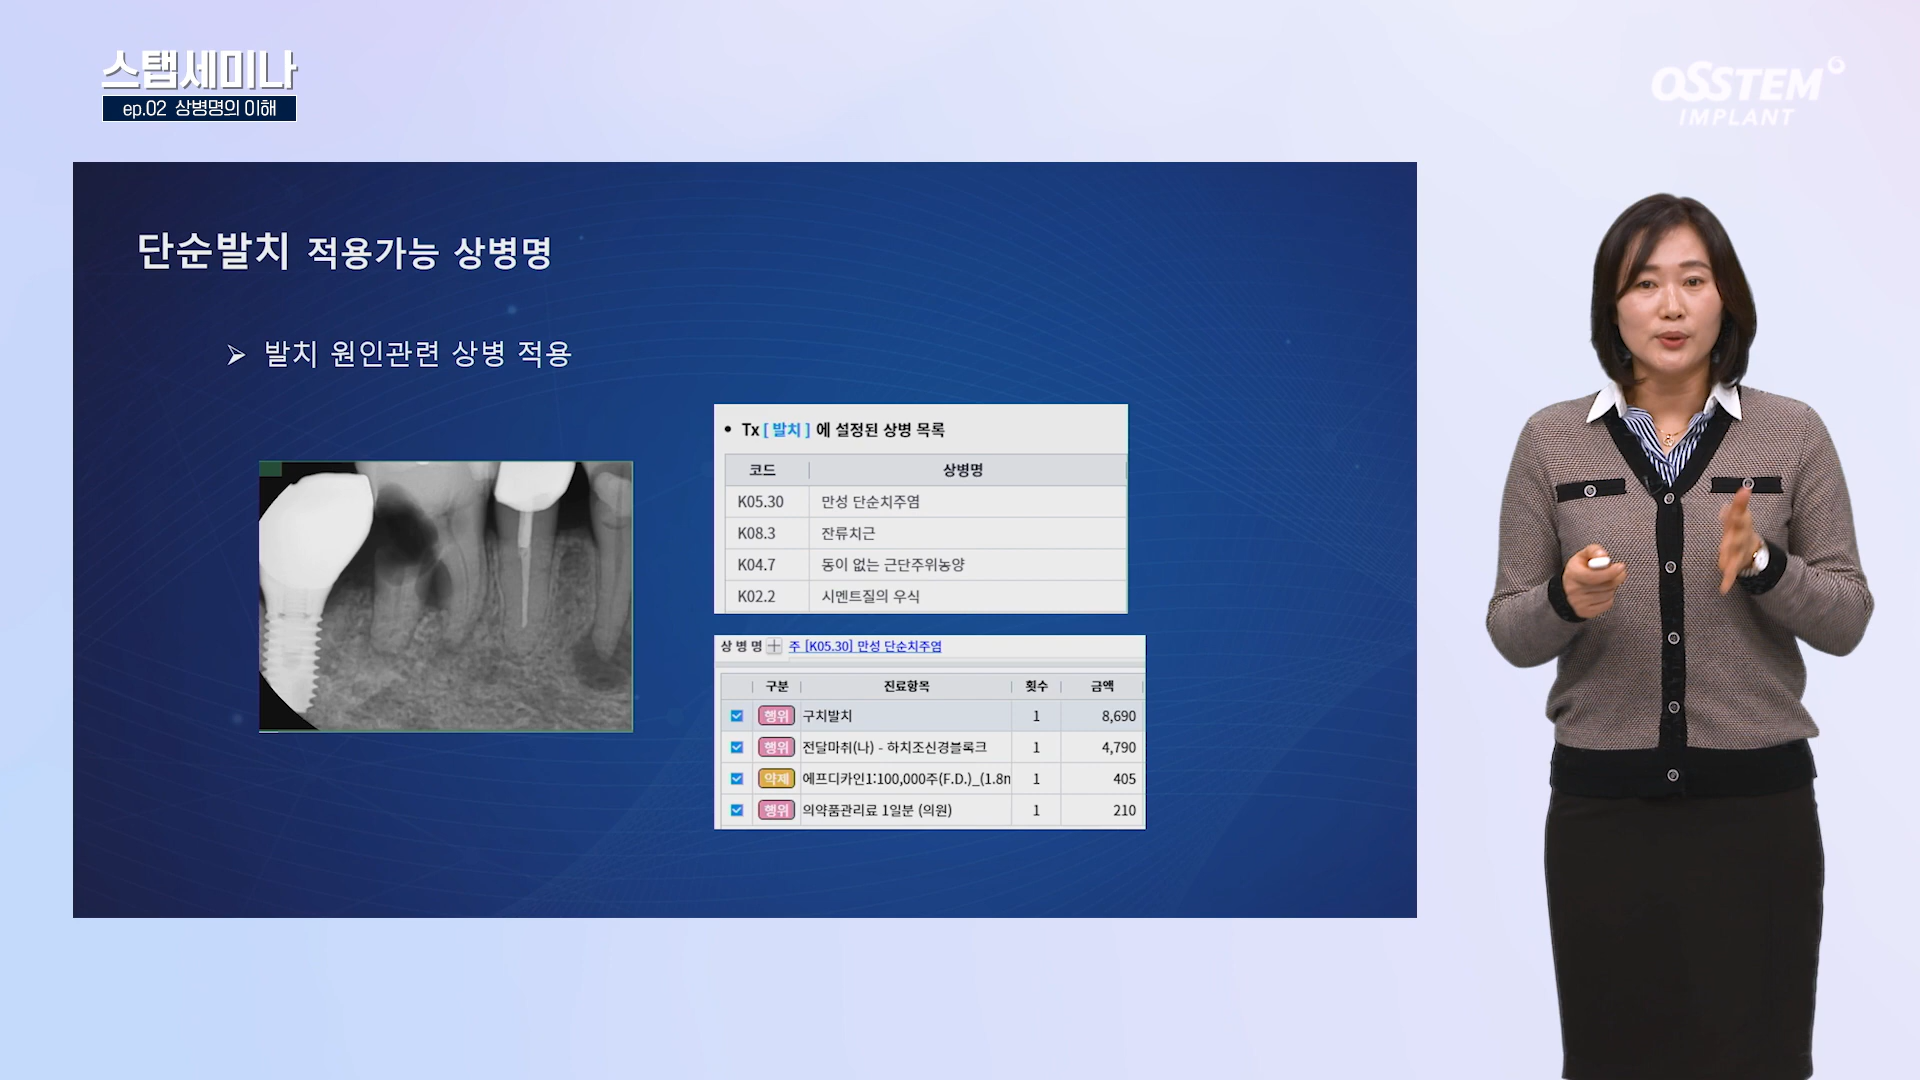 스탭세미나
ep.02 상병명의 이해
OSSTEM
IMPLANT
단순발치 적용가능 상병명
➢ 발치 원인관련 상병 적용
• Tx [ 발치 ] 에 설정된 상병 목록
코드 상병명
K05.30 만성 단순치주염
K08.3 잔류치근
K04.7 동이 없는 근단주위농양
K02.2 시멘트질의 우식
상 병 명 주 [K05.30] 만성 단순치주염
구분 진료항목 횟수 금액
행위 구치발치 1 8,690
행위 전달마취(나) - 하치조신경블록크 1 4,790
약제 에프디카인1:100,000주(F.D.)_(1.8m 1 405
행위 의약품관리료 1일분 (의원) 1 210